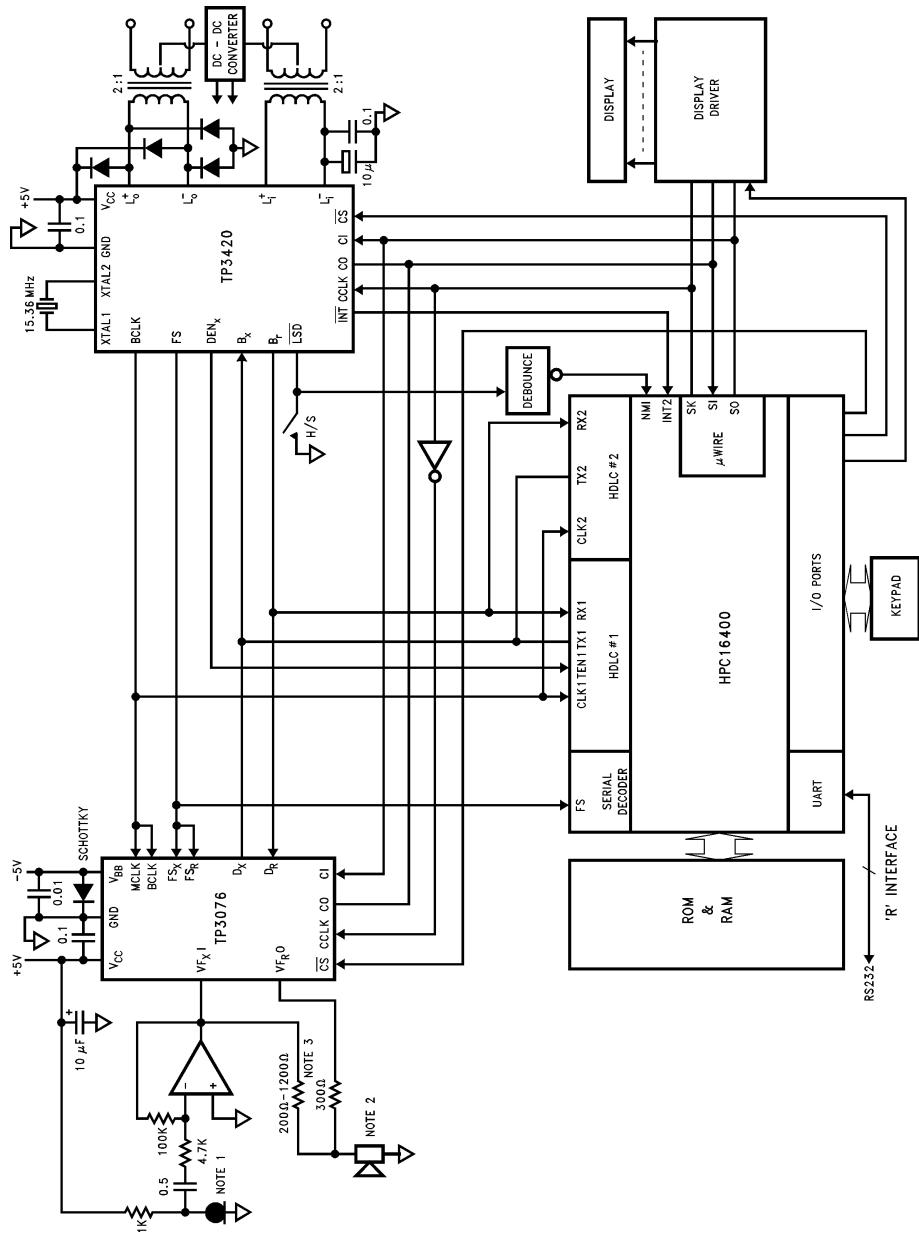 DC - DC
CONVERTER
2:1
2:1
+5V
0.1
VCC
GND
XTAL2
XTAL1
15.36 MHz
Lo+
Lo-
Li+
Li-
10 μ
0.1
TP3420
BCLK
FS
DENX
BX
Br
LSD
CS
CI
CO
CCLK
INT
H/S
DEBOUNCE
DISPLAY
DISPLAY
DRIVER
NMI
INT2
SK
SI
SO
μWIRE
RX2
TX2
CLK2
HDLC #2
RX1
TX1
TEN1
CLK1
HDLC #1
FS
SERIAL
DECODER
HPC16400
I/O PORTS
UART
KEYPAD
ROM
&
RAM
RS232
'R' INTERFACE
SCHOTTKY
-5V
0.01
0.1
+5V
VBB
GND
VCC
MCLK
BCLK
FSX
FSR
DX
DR
TP3076
CI
CO
CCLK
CS
VFXI
VFRO
+
10 μF
-
+
100K
4.7K
0.5
1K
NOTE 1
200Ω-1200Ω
NOTE 3
300Ω
NOTE 2